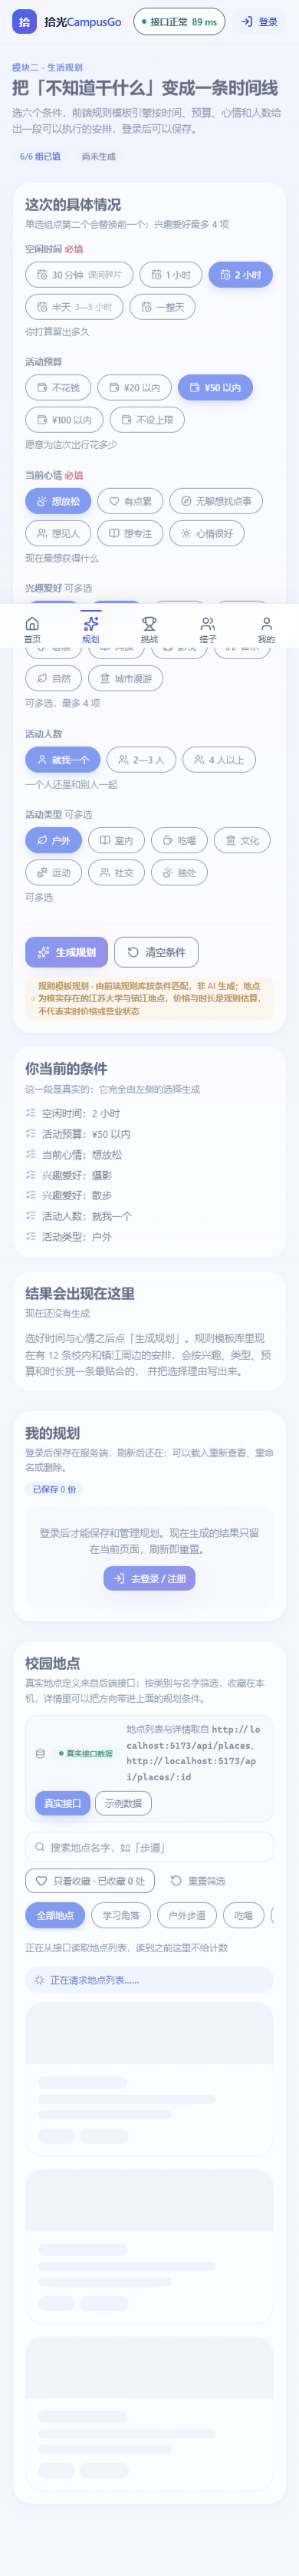 拾 拾光CampusGo 接口正常 89 ms 登录
模块二 · 生活规划
把「不知道干什么」变成一条时间线
选六个条件，前端规则模板引擎按时间、预算、心情和人数给
出一段可以执行的安排，登录后可以保存。
6/6 组已填 尚未生成
这次的具体情况
单选组点第二个会替换前一个；兴趣爱好最多 4 项
空闲时间 必填
30 分钟 课间碎片 1 小时 2 小时
半天 3—5 小时 一整天
你打算留出多久
活动预算
不花钱 ¥20 以内 ¥50 以内
¥100 以内 不设上限
愿意为这次出行花多少
当前心情 必填
想放松 有点累 无聊想找点事
想见人 想专注 心情很好
现在最想获得什么
兴趣爱好 可多选
首页 规划 挑战 搭子 我的
自然 城市漫游
可多选，最多 4 项
活动人数
就我一个 2—3 人 4 人以上
一个人还是和别人一起
活动类型 可多选
户外 室内 吃喝 文化
运动 社交 独处
可多选
生成规划 清空条件
规则模板规划 · 由前端规则库按条件匹配，非 AI 生成；地点
为核实存在的江苏大学与镇江地点，价格与时长是规则估算，
不代表实时价格或营业状态
你当前的条件
这一段是真实的：它完全由左侧的选择生成
空闲时间：2 小时
活动预算：¥50 以内
当前心情：想放松
兴趣爱好：摄影
兴趣爱好：散步
活动人数：就我一个
活动类型：户外
结果会出现在这里
现在还没有生成
选好时间与心情之后点「生成规划」。规则模板库里现
在有 12 条校内和镇江周边的安排，会按兴趣、类型、预
算和时长挑一条最贴合的，并把选择理由写出来。
我的规划
登录后保存在服务端，刷新后还在；可以载入重新查看、重命
名或删除。
已保存 0 份
登录后才能保存和管理规划。现在生成的结果只留
在当前页面，刷新即重置。
去登录 / 注册
校园地点
真实地点定义来自后端接口；按类别与名字筛选，收藏在本
机，详情里可以把方向带进上面的规划条件。
真实接口数据
地点列表与详情取自 http://lo
calhost:5173/api/places、
http://localhost:5173/ap
i/places/:id
真实接口 示例数据
搜索地点名字，如「步道」
只看收藏 · 已收藏 0 处 重置筛选
全部地点 学习角落 户外步道 吃喝
正在从接口读取地点列表，读到之前这里不给计数
正在请求地点列表……